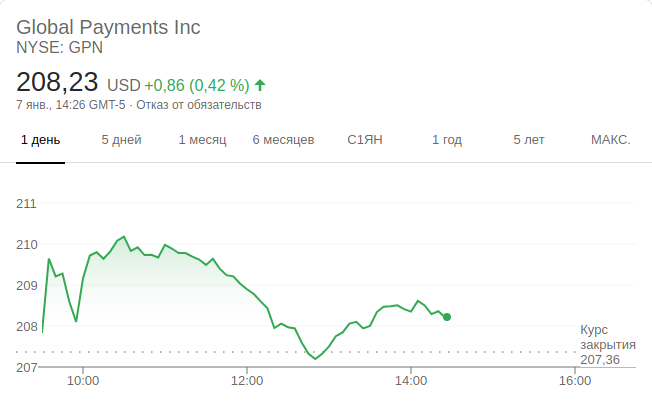 Global Payments Inc
NYSE: GPN
208,23 USD +0,86 (0,42 %)
7 янв., 14:26 GMT-5 · Отказ от обязательств
1 день 5 дней 1 месяц 6 месяцев С1ЯН 1 год 5 лет МАКС.
211
210
209
208
Курс
закрытия
207,36
207
10:00 12:00 14:00 16:00